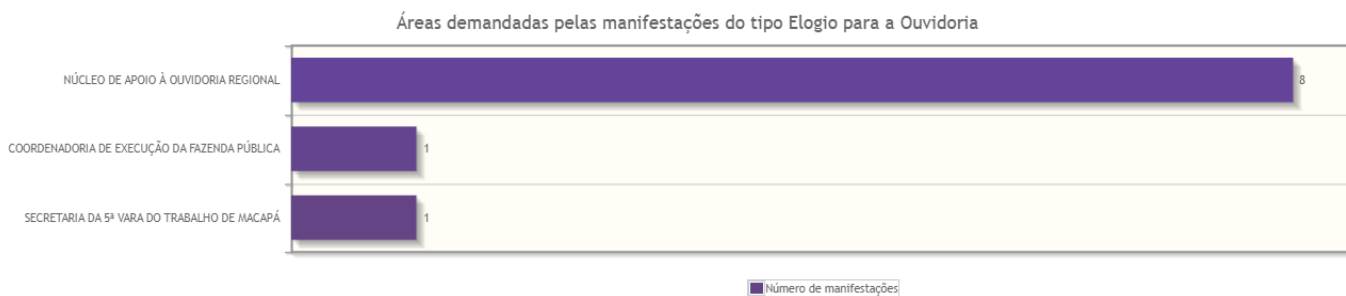 Áreas demandadas pelas manifestações do tipo Elogio para a Ouvidoria
NÚCLEO DE APOIO À OUVIDORIA REGIONAL
8
COORDENADORIA DE EXECUÇÃO DA FAZENDA PÚBLICA
1
SECRETARIA DA 5ª VARA DO TRABALHO DE MACAPÁ
1
Número de manifestações